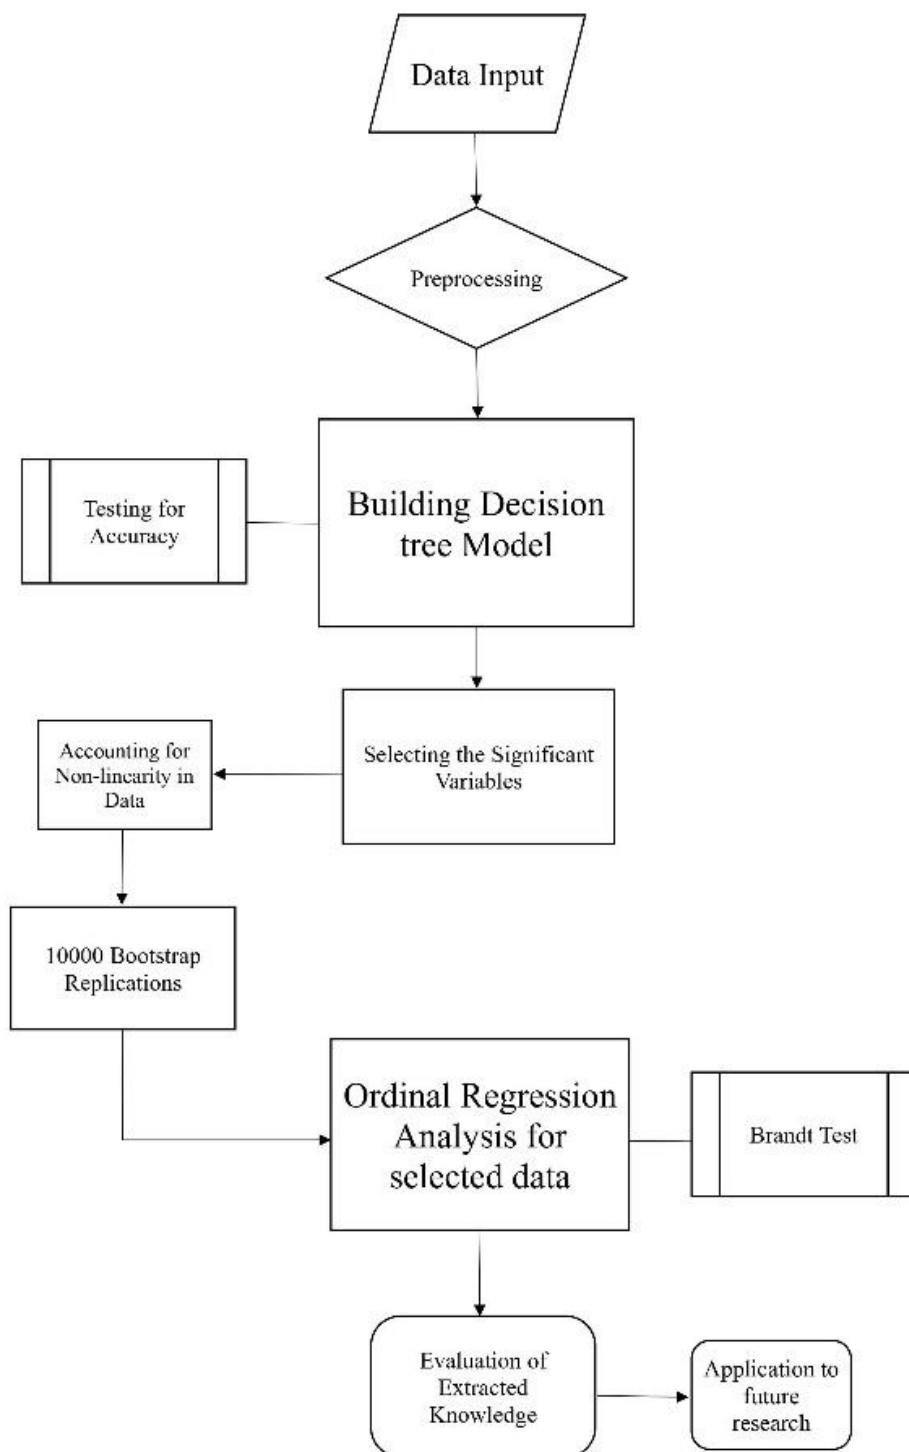 Data Input
Preprocessing
Building Decision
tree Model
Testing for
Accuracy
Selecting the Significant
Variables
Accounting for
Non-linearity in
Data
10000 Bootstrap
Replications
Ordinal Regression
Analysis for
selected data
Brandt Test
Evaluation of
Extracted
Knowledge
Application to
future
research